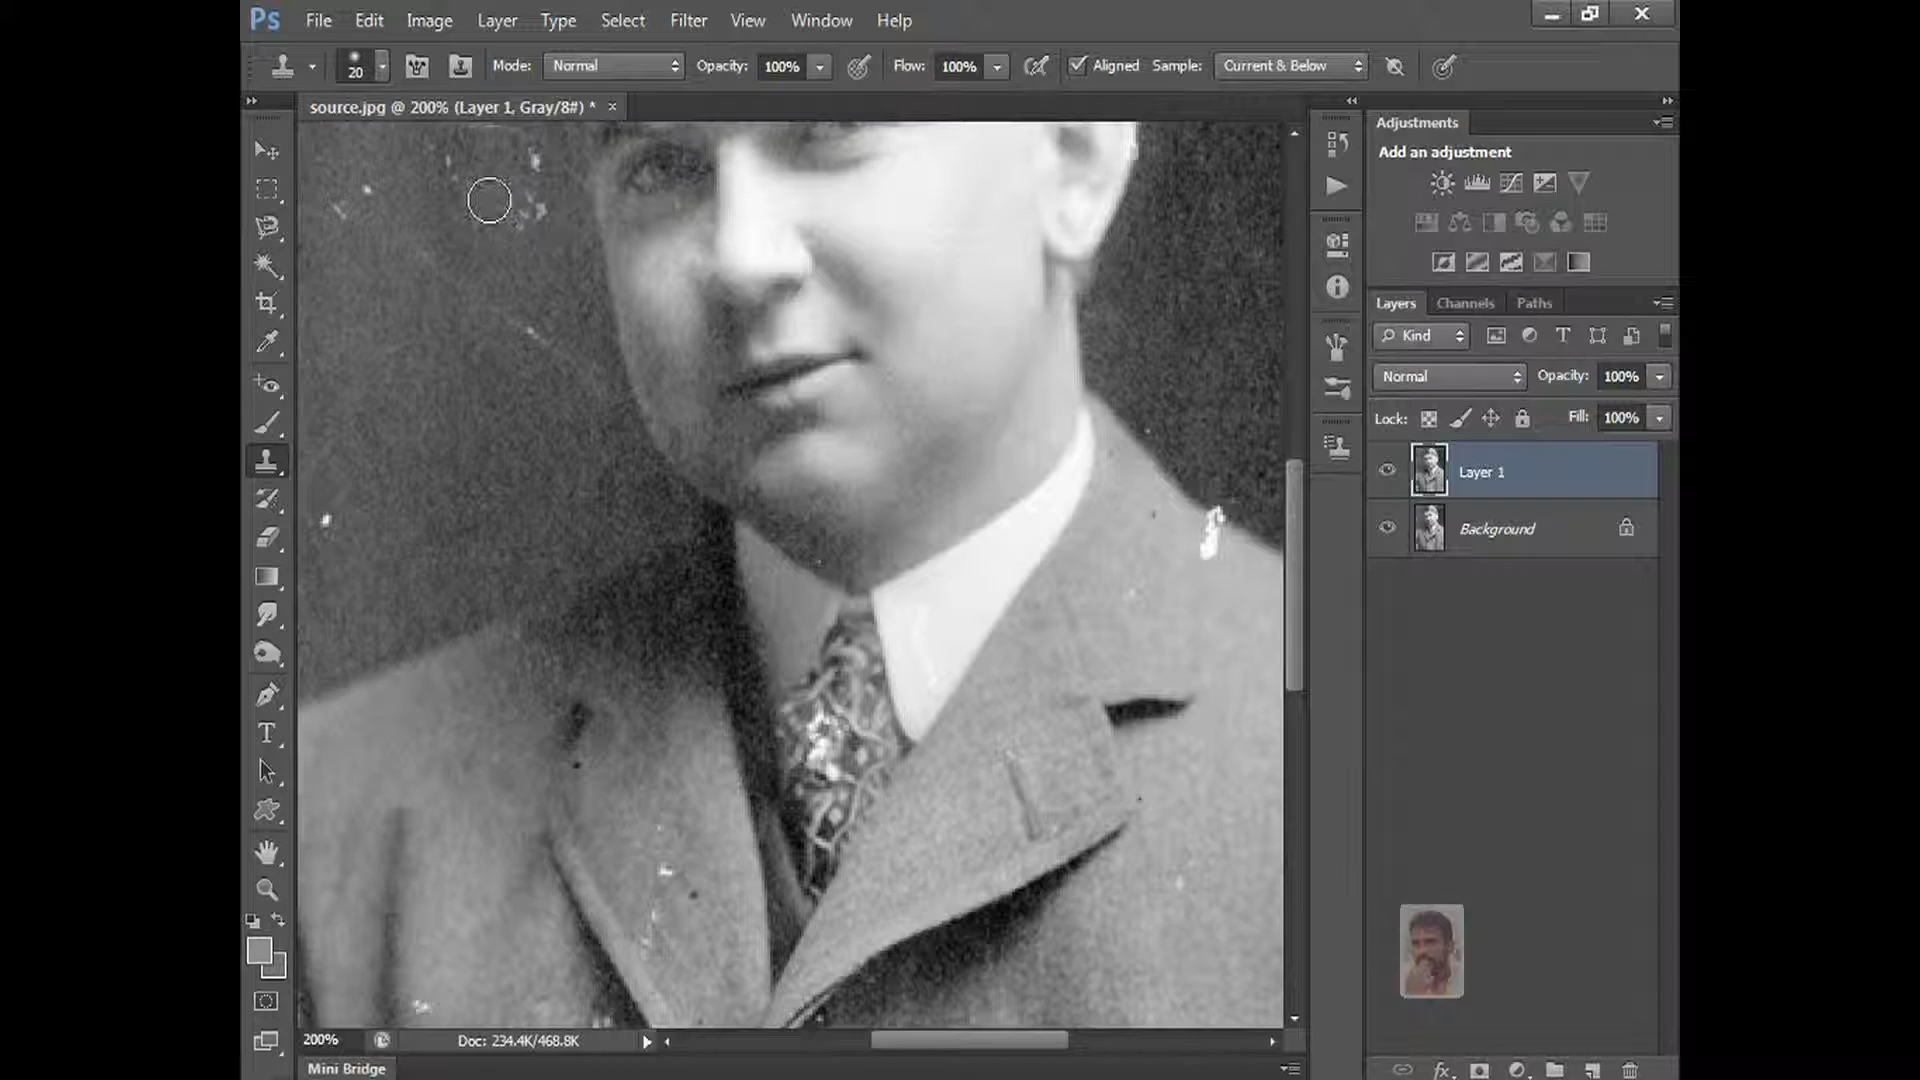 Ps File Edit Image Layer Type Select Filter View Window Help
20 Mode: Normal Opacity: 100% Flow: 100% Aligned Sample: Current & Below
source.jpg @ 200% (Layer 1, Gray/8#) * ×
Adjustments
Add an adjustment
Layers Channels Paths
Kind
Normal Opacity: 100%
Lock: Fill: 100%
Layer 1
Background
200% Doc: 234.4K/468.8K
Mini Bridge